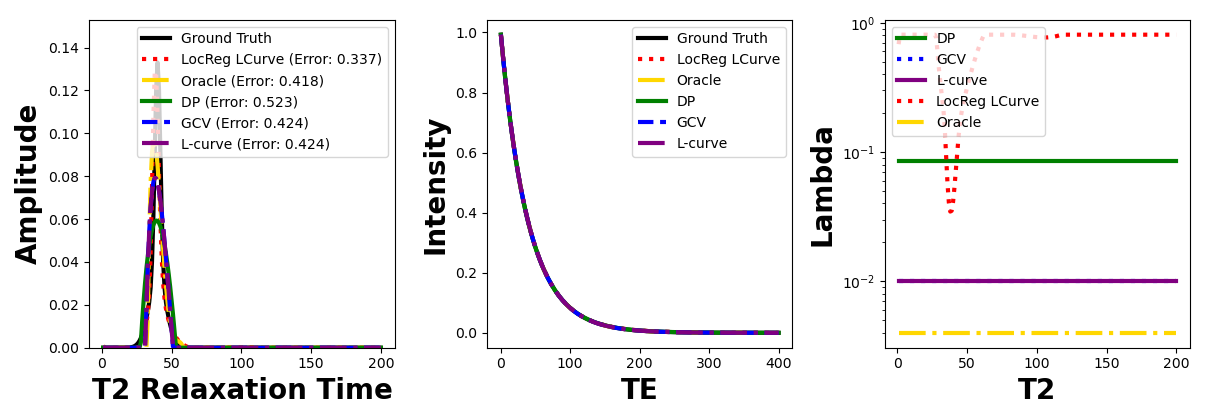 Amplitude
0.14
0.12
0.10
0.08
0.06
0.04
0.02
0.00
Ground Truth
LocReg LCurve (Error: 0.337)
Oracle (Error: 0.418)
DP (Error: 0.523)
GCV (Error: 0.424)
L-curve (Error: 0.424)
0 50 100 150 200
T2 Relaxation Time
Intensity
1.0
0.8
0.6
0.4
0.2
0.0
Ground Truth
LocReg LCurve
Oracle
DP
GCV
L-curve
0 100 200 300 400
TE
Lambda
10⁰
10⁻¹
10⁻²
DP
GCV
L-curve
LocReg LCurve
Oracle
0 50 100 150 200
T2